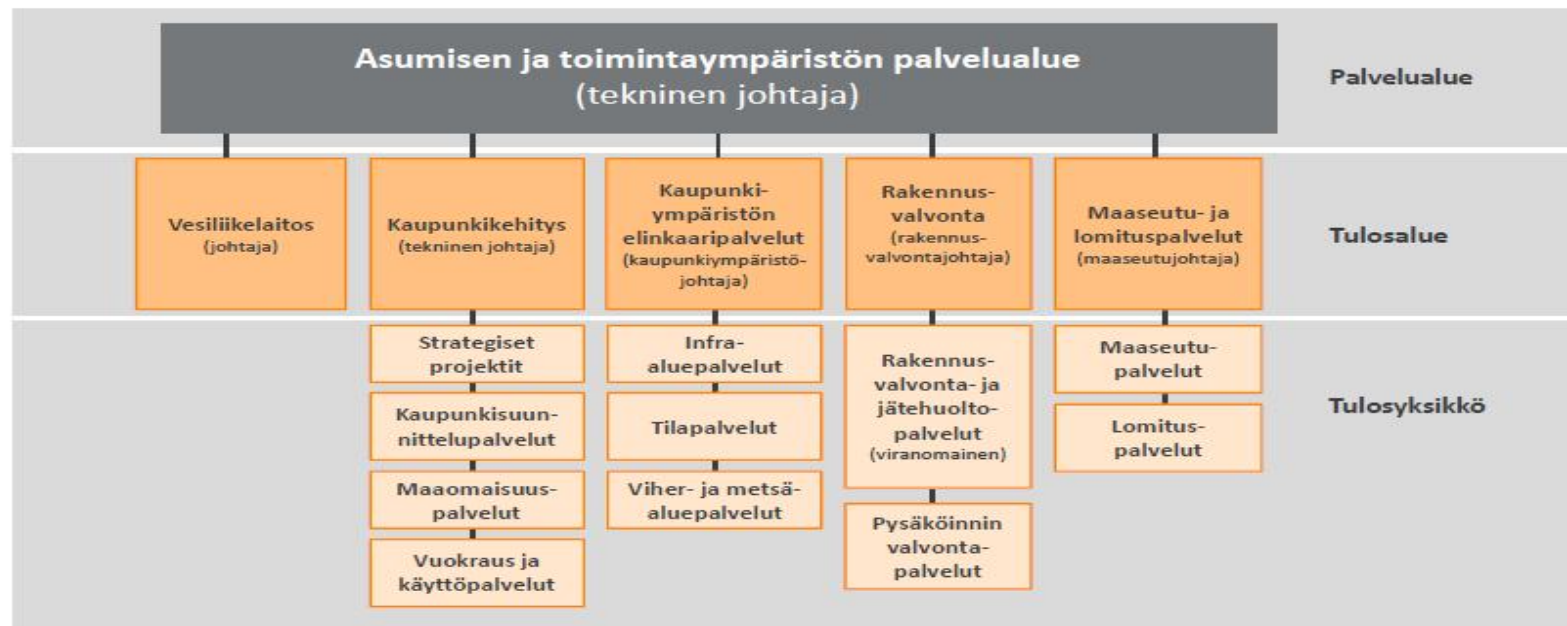 Asumisen ja toimintaympäristön palvelualue
(tekninen johtaja)
Palvelualue
Vesiliikelaitos
(johtaja)
Kaupunkikehitys
(tekninen johtaja)
Kaupunki-
ympäristön
elinkaaripalvelut
(kaupunkiympäristö-
johtaja)
Rakennus-
valvonta
(rakennus-
valvontajohtaja)
Maaseutu- ja
lomituspalvelut
(maaseutujohtaja)
Tulosalue
Strategiset
projektit
Kaupunkisuun-
nittelupalvelut
Maaomaisuus-
palvelut
Vuokraus ja
käyttöpalvelut
Infra-
aluepalvelut
Tilapalvelut
Viher- ja metsä-
aluepalvelut
Rakennus-
valvonta- ja
jätehuolto-
palvelut
(viranomainen)
Pysäköinnin
valvonta-
palvelut
Maaseutu-
palvelut
Lomitus-
palvelut
Tulosyksikkö